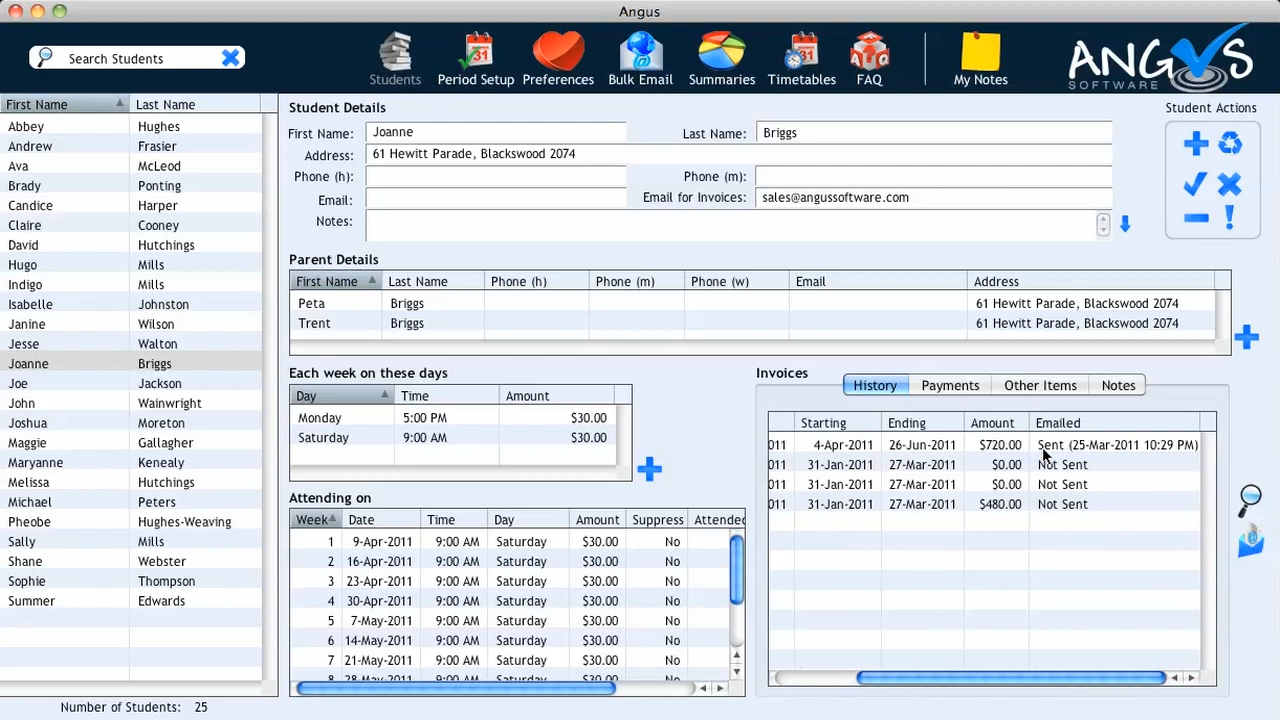 Angus
Search Students
Students
Period Setup
Preferences
Bulk Email
Summaries
Timetables
FAQ
My Notes
ANGUS
SOFTWARE
First Name Last Name
Abbey Hughes
Andrew Frasier
Ava McLeod
Brady Ponting
Candice Harper
Claire Cooney
David Hutchings
Hugo Mills
Indigo Mills
Isabelle Johnston
Janine Wilson
Jesse Walton
Joanne Briggs
Joe Jackson
John Wainwright
Joshua Moreton
Maggie Gallagher
Maryanne Kenealy
Melissa Hutchings
Michael Peters
Pheobe Hughes-Weaving
Sally Mills
Shane Webster
Sophie Thompson
Summer Edwards
Number of Students: 25
Student Details
First Name: Joanne Last Name: Briggs
Address: 61 Hewitt Parade, Blackswood 2074
Phone (h): Phone (m):
Email: Email for Invoices: sales@angussoftware.com
Notes:
Student Actions
Parent Details
First Name Last Name Phone (h) Phone (m) Phone (w) Email Address
Peta Briggs 61 Hewitt Parade, Blackswood 2074
Trent Briggs 61 Hewitt Parade, Blackswood 2074
Each week on these days
Day Time Amount
Monday 5:00 PM $30.00
Saturday 9:00 AM $30.00
Attending on
Week Date Time Day Amount Suppress Attended
1 9-Apr-2011 9:00 AM Saturday $30.00 No
2 16-Apr-2011 9:00 AM Saturday $30.00 No
3 23-Apr-2011 9:00 AM Saturday $30.00 No
4 30-Apr-2011 9:00 AM Saturday $30.00 No
5 7-May-2011 9:00 AM Saturday $30.00 No
6 14-May-2011 9:00 AM Saturday $30.00 No
7 21-May-2011 9:00 AM Saturday $30.00 No
8 28-May-2011 9:00 AM Saturday $30.00 No
Invoices
History Payments Other Items Notes
Starting Ending Amount Emailed
011 4-Apr-2011 26-Jun-2011 $720.00 Sent (25-Mar-2011 10:29 PM)
011 31-Jan-2011 27-Mar-2011 $0.00 Not Sent
011 31-Jan-2011 27-Mar-2011 $0.00 Not Sent
011 31-Jan-2011 27-Mar-2011 $480.00 Not Sent